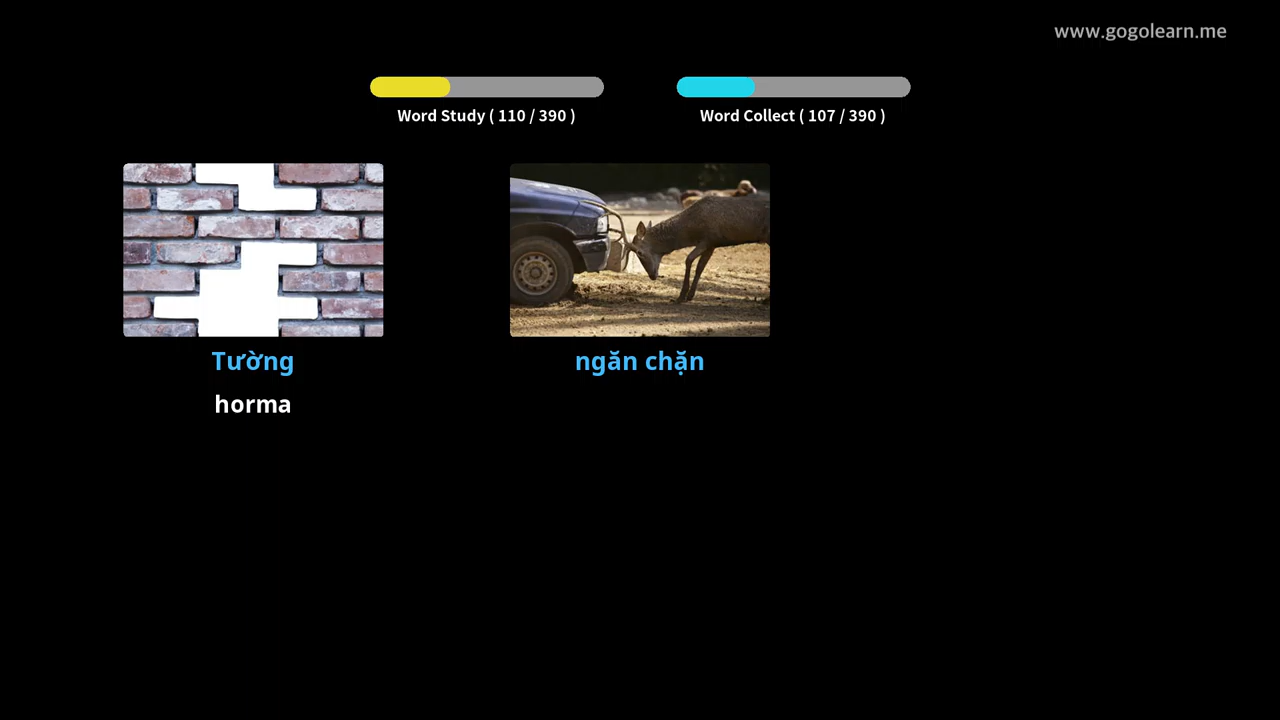 www.gogolearn.me
Word Study ( 110 / 390 )
Word Collect ( 107 / 390 )
Tường
ngăn chặn
horma